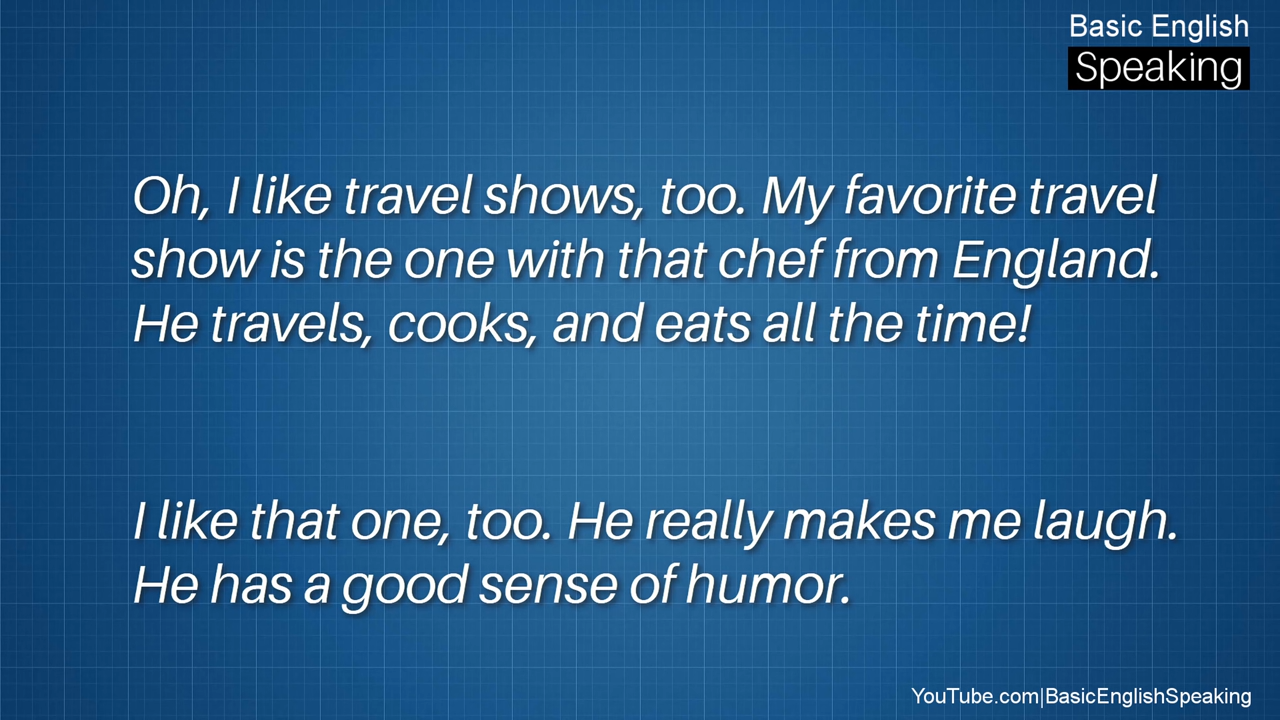 Basic English
Speaking
Oh, I like travel shows, too. My favorite travel
show is the one with that chef from England.
He travels, cooks, and eats all the time!
I like that one, too. He really makes me laugh.
He has a good sense of humor.
YouTube.com|BasicEnglishSpeaking